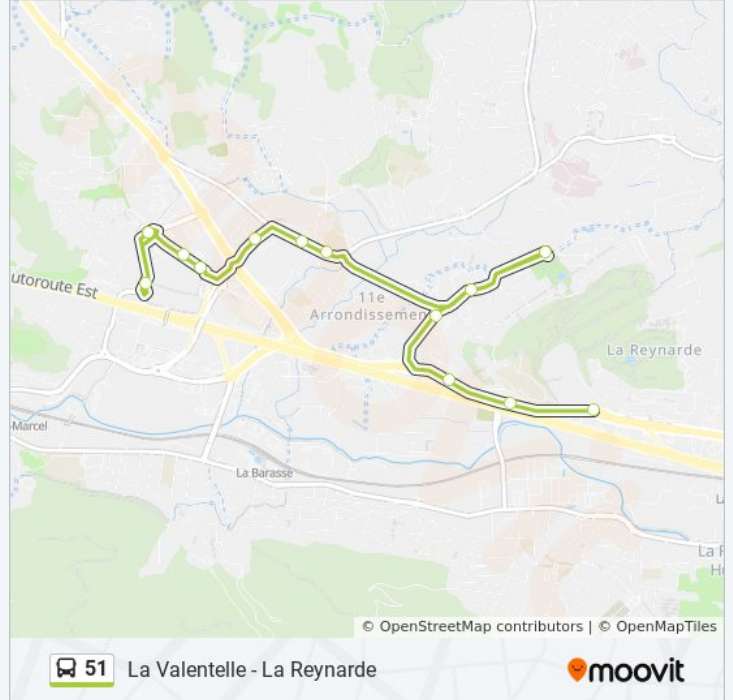 utoroute Est
11e
Arrondissement
La Reynarde
-Marcel
La Barasse
© OpenStreetMap contributors | © OpenMapTiles
51 La Valentelle - La Reynarde
moovit